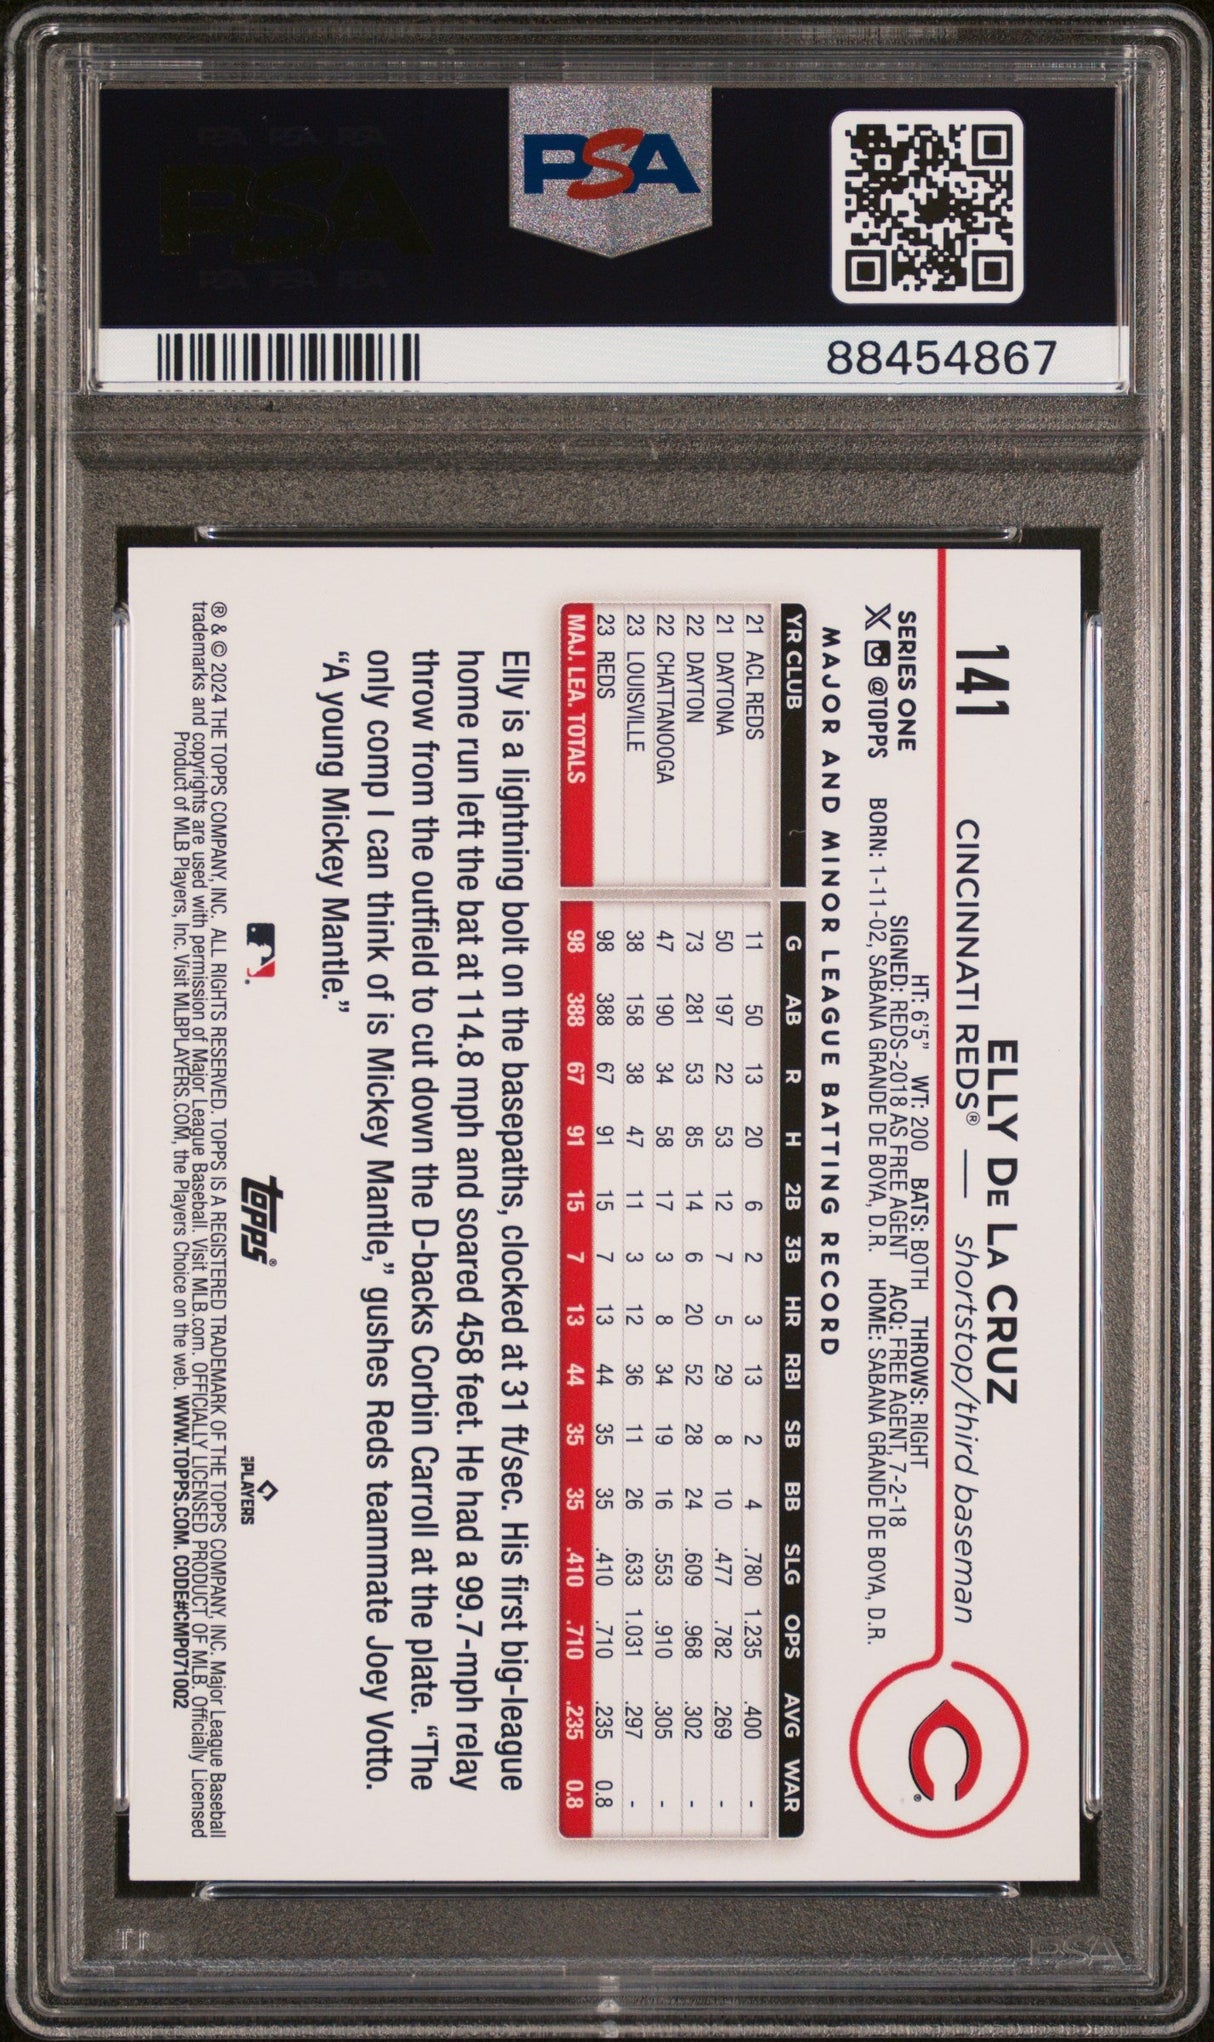 PSA PSA PSA
PSA
PSA PSA PSA
PSA
88454867
141
ELLY DE LA CRUZ
CINCINNATI REDS® — shortstop/third baseman
SERIES ONE
X @TOPPS
HT: 6'5" WT: 200 BATS: BOTH THROWS: RIGHT
SIGNED: REDS-2018 AS FREE AGENT ACQ: FREE AGENT, 7-2-18
BORN: 1-11-02, SABANA GRANDE DE BOYA, D.R. HOME: SABANA GRANDE DE BOYA, D.R.
C
®
MAJOR AND MINOR LEAGUE BATTING RECORD
YR CLUB G AB R H 2B 3B HR RBI SB BB SLG OPS AVG WAR
21 ACL REDS 11 50 13 20 6 2 3 13 2 4 .780 1.235 .400 -
21 DAYTONA 50 197 22 53 12 7 5 29 8 10 .477 .782 .269 -
22 DAYTON 73 281 53 85 14 6 20 52 28 24 .609 .968 .302 -
22 CHATTANOOGA 47 190 34 58 17 3 8 34 19 16 .553 .910 .305 -
23 LOUISVILLE 38 158 38 47 11 3 12 36 11 26 .633 1.031 .297 -
23 REDS 98 388 67 91 15 7 13 44 35 35 .410 .710 .235 0.8
MAJ. LEA. TOTALS 98 388 67 91 15 7 13 44 35 35 .410 .710 .235 0.8
Elly is a lightning bolt on the basepaths, clocked at 31 ft/sec. His first big-league
home run left the bat at 114.8 mph and soared 458 feet. He had a 99.7-mph relay
throw from the outfield to cut down the D-backs Corbin Carroll at the plate. “The
only comp I can think of is Mickey Mantle,” gushes Reds teammate Joey Votto.
“A young Mickey Mantle.”
topps®
PLAYERS
® & © 2024 THE TOPPS COMPANY, INC. ALL RIGHTS RESERVED. TOPPS IS A REGISTERED TRADEMARK OF THE TOPPS COMPANY, INC. Major League Baseball
trademarks and copyrights are used with permission of Major League Baseball. Visit MLB.com. OFFICIALLY LICENSED PRODUCT OF MLB. Officially Licensed
Product of MLB Players, Inc. Visit MLBPLAYERS.COM, the Players Choice on the web. WWW.TOPPS.COM. CODE#CMP071002
PSA